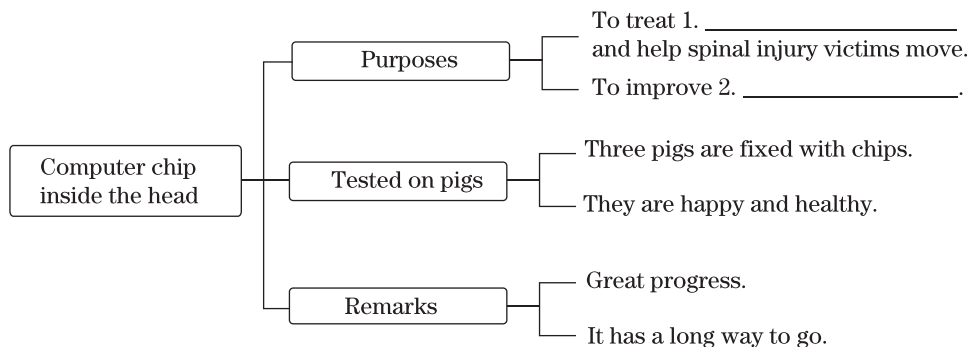 To treat 1. ____________________
and help spinal injury victims move.
Purposes
To improve 2. ____________________.
Computer chip
inside the head
Three pigs are fixed with chips.
Tested on pigs
They are happy and healthy.
Great progress.
Remarks
It has a long way to go.